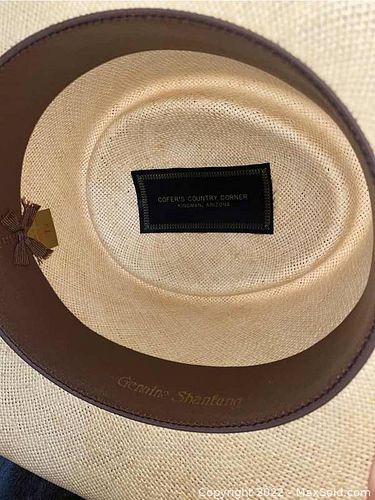 COFER'S COUNTRY CORNER
KINGMAN, ARIZONA
Genuine Shantung
Copyright 2022 - MaxSold.com